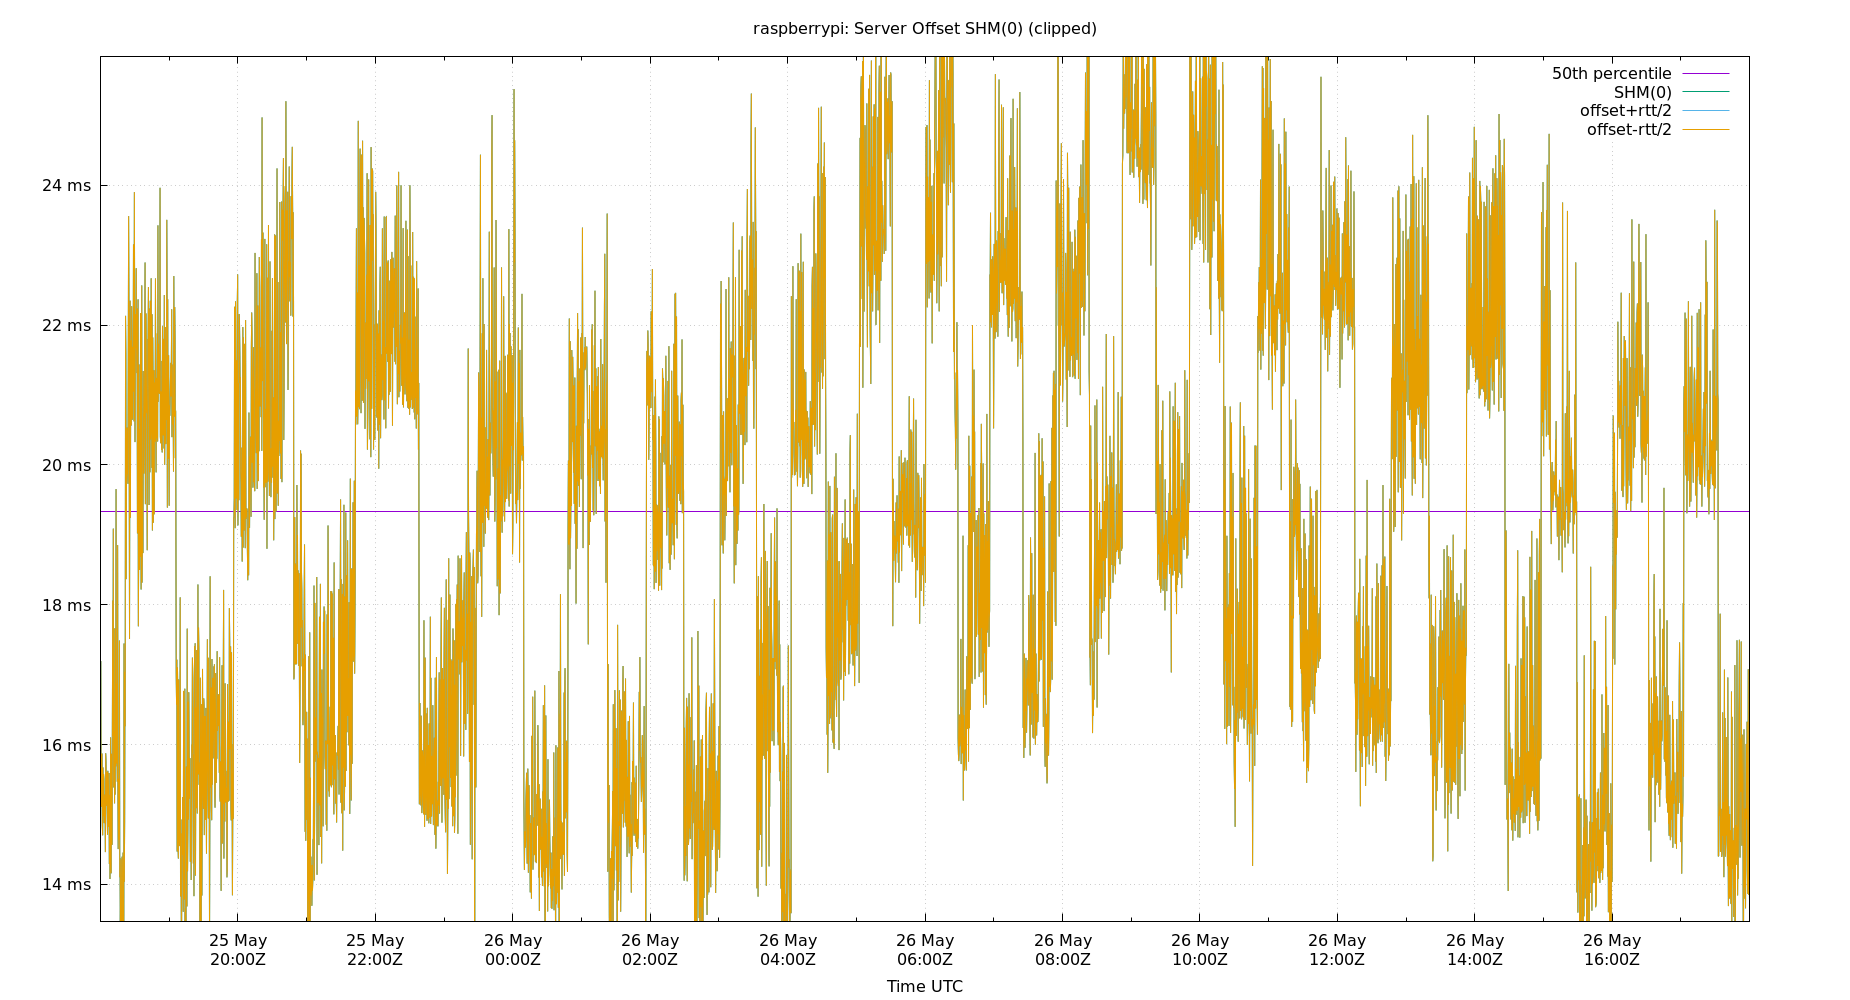 raspberrypi: Server Offset SHM(0) (clipped)
50th percentile
SHM(0)
offset+rtt/2
offset-rtt/2
24 ms
22 ms
20 ms
18 ms
16 ms
14 ms
25 May 25 May 26 May 26 May 26 May 26 May 26 May 26 May 26 May 26 May 26 May
20:00Z 22:00Z 00:00Z 02:00Z 04:00Z 06:00Z 08:00Z 10:00Z 12:00Z 14:00Z 16:00Z
Time UTC